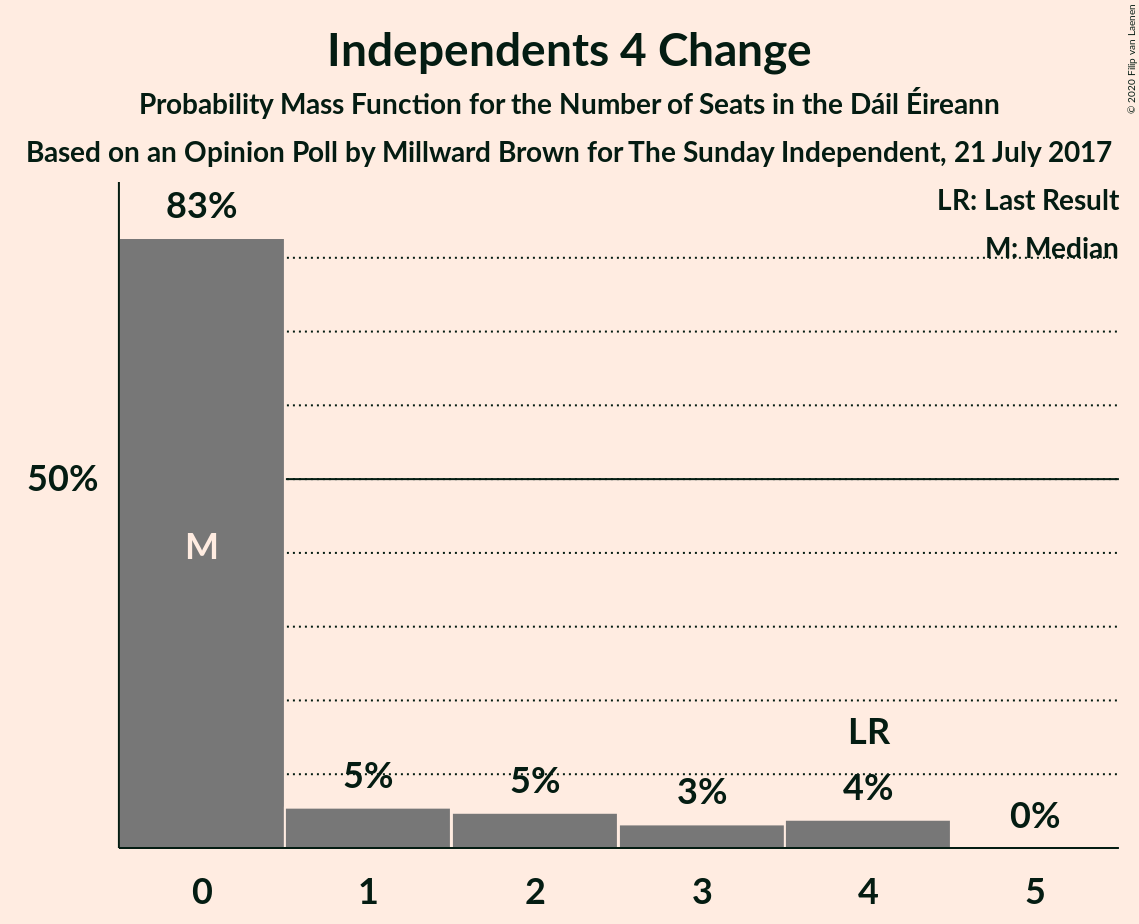 Independents 4 Change
Probability Mass Function for the Number of Seats in the Dáil Éireann
Based on an Opinion Poll by Millward Brown for The Sunday Independent, 21 July 2017
© 2020 Filip van Laenen
LR: Last Result
M: Median
83%
50%
M
LR
5%
5%
3%
4%
0%
0 1 2 3 4 5